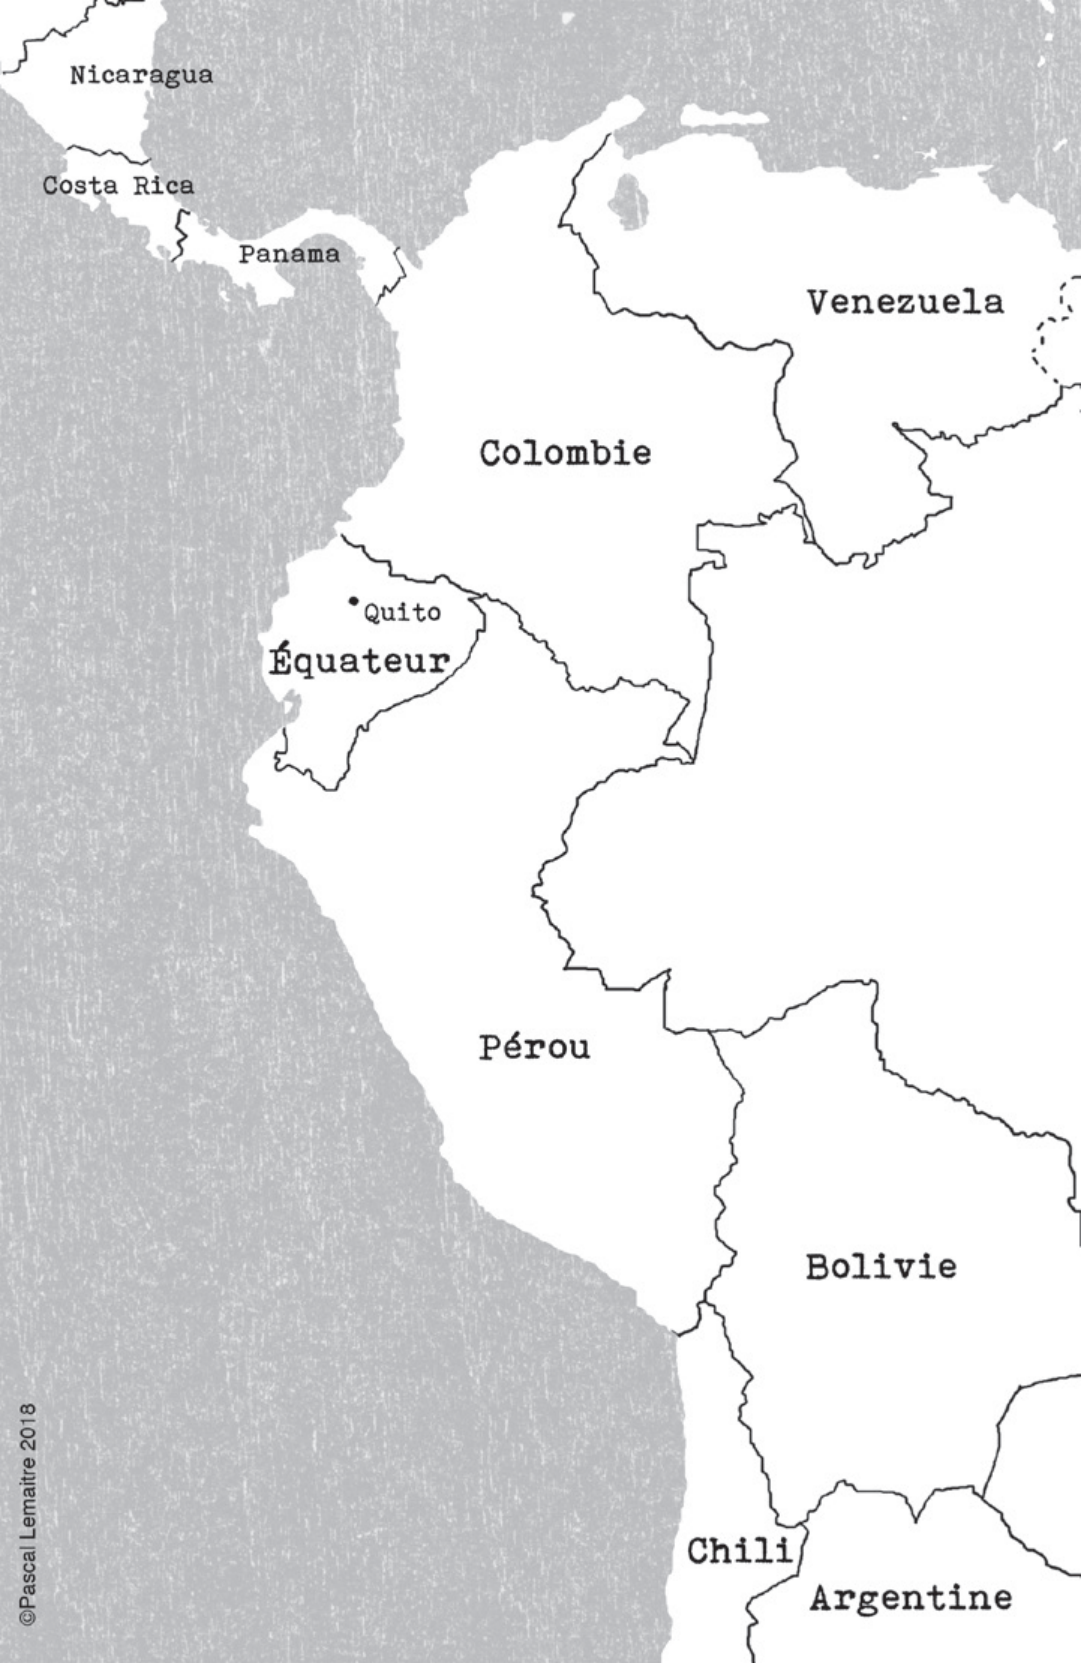 Nicaragua
Costa Rica
Panama
Venezuela
Colombie
Quito
Équateur
Pérou
Bolivie
Chili
Argentine
©Pascal Lemaitre 2018